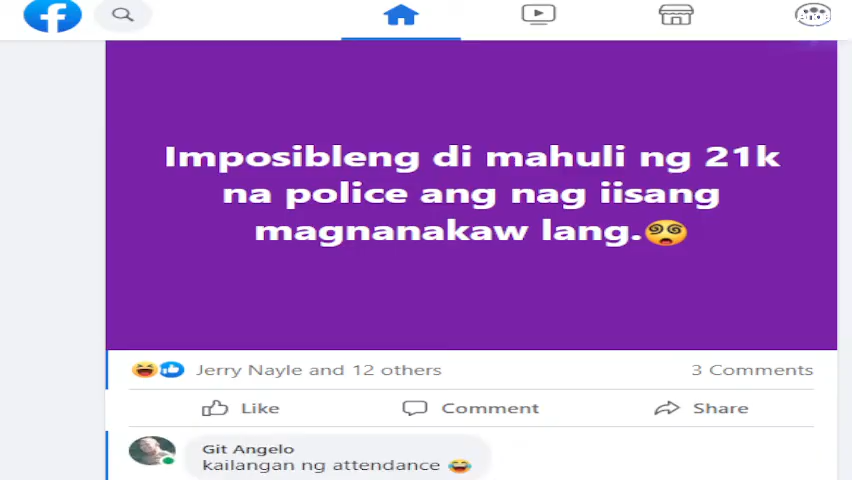 Imposibleng di mahuli ng 21k
na police ang nag iisang
magnanakaw lang.😵‍💫
Jerry Nayle and 12 others
3 Comments
Like
Comment
Share
Git Angelo
kailangan ng attendance 😂